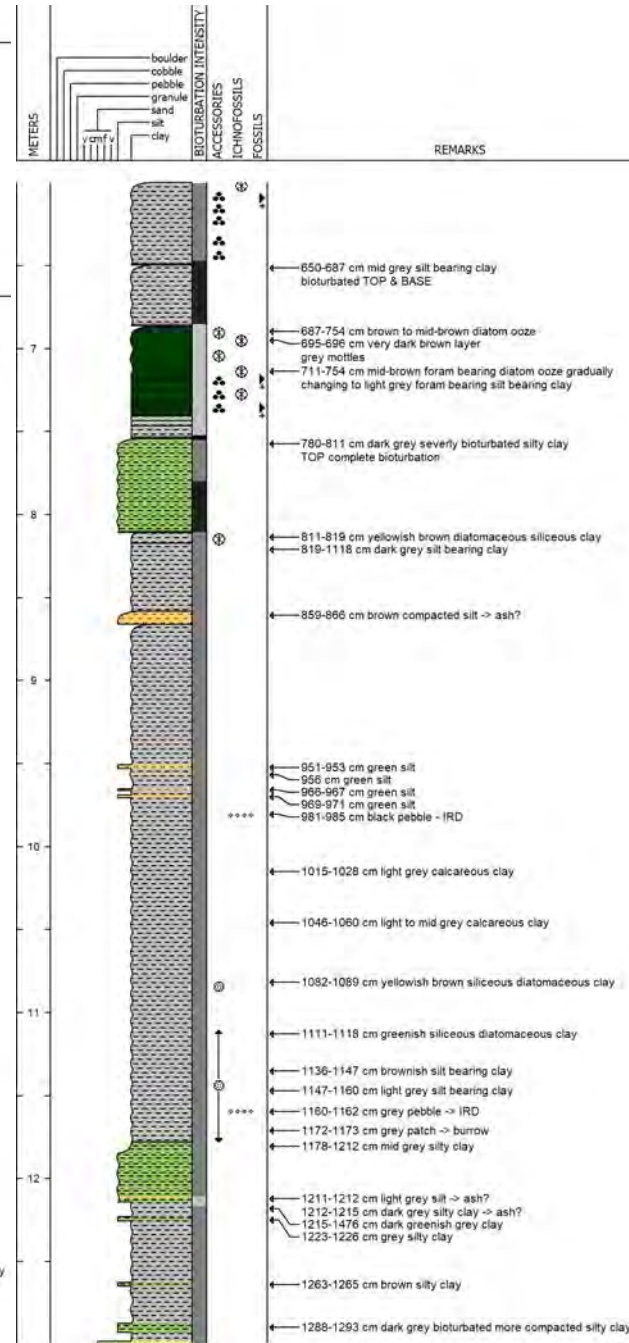 boulder
cobble
pebble
granule
sand
silt
v c m f v
clay
METERS
BIOTURBATION INTENSITY
ACCESSORIES
ICHNOFOSSILS
FOSSILS
REMARKS
650-687 cm mid grey silt bearing clay
bioturbated TOP & BASE
687-754 cm brown to mid-brown diatom ooze
695-696 cm very dark brown layer
grey mottles
7
711-754 cm mid-brown foram bearing diatom ooze gradually
changing to light grey foram bearing silt bearing clay
780-811 cm dark grey severly bioturbated silty clay
TOP complete bioturbation
8
811-819 cm yellowish brown diatomaceous siliceous clay
819-1118 cm dark grey silt bearing clay
859-866 cm brown compacted silt -> ash?
9
951-953 cm green silt
956 cm green silt
966-967 cm green silt
969-971 cm green silt
981-985 cm black pebble - IRD
10
1015-1028 cm light grey calcareous clay
1046-1060 cm light to mid grey calcareous clay
1082-1089 cm yellowish brown siliceous diatomaceous clay
11
1111-1118 cm greenish siliceous diatomaceous clay
1136-1147 cm brownish silt bearing clay
1147-1160 cm light grey silt bearing clay
1160-1162 cm grey pebble -> IRD
1172-1173 cm grey patch -> burrow
1178-1212 cm mid grey silty clay
12
1211-1212 cm light grey silt -> ash?
1212-1215 cm dark grey silty clay -> ash?
1215-1476 cm dark greenish grey clay
1223-1226 cm grey silty clay
y
1263-1265 cm brown silty clay
1288-1293 cm dark grey bioturbated more compacted silty clay